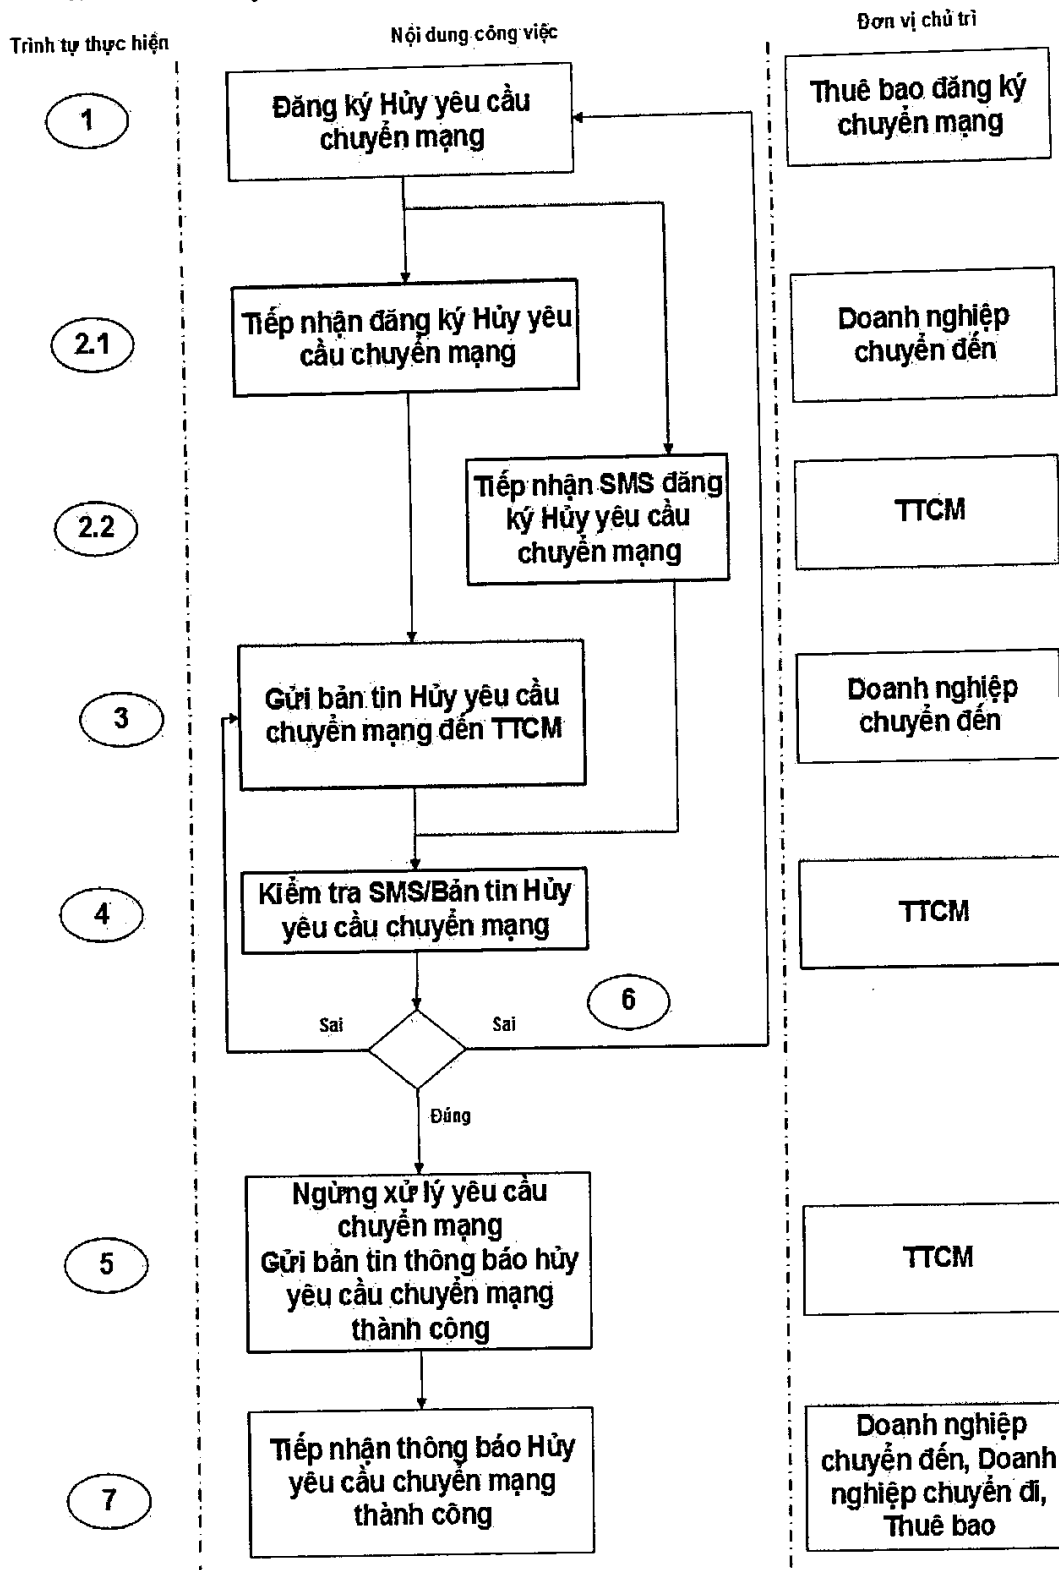 Trình tự thực hiện
Nội dung công việc
Đơn vị chủ trì
1
Đăng ký Hủy yêu cầu
chuyển mạng
Thuê bao đăng ký
chuyển mạng
2.1
Tiếp nhận đăng ký Hủy yêu
cầu chuyển mạng
Doanh nghiệp
chuyển đến
2.2
Tiếp nhận SMS đăng
ký Hủy yêu cầu
chuyển mạng
TTCM
3
Gửi bản tin Hủy yêu cầu
chuyển mạng đến TTCM
Doanh nghiệp
chuyển đến
4
Kiểm tra SMS/Bản tin Hủy
yêu cầu chuyển mạng
TTCM
6
Sai
Sai
Đúng
5
Ngừng xử lý yêu cầu
chuyển mạng
Gửi bản tin thông báo hủy
yêu cầu chuyển mạng
thành công
TTCM
7
Tiếp nhận thông báo Hủy
yêu cầu chuyển mạng
thành công
Doanh nghiệp
chuyển đến, Doanh
nghiệp chuyển đi,
Thuê bao